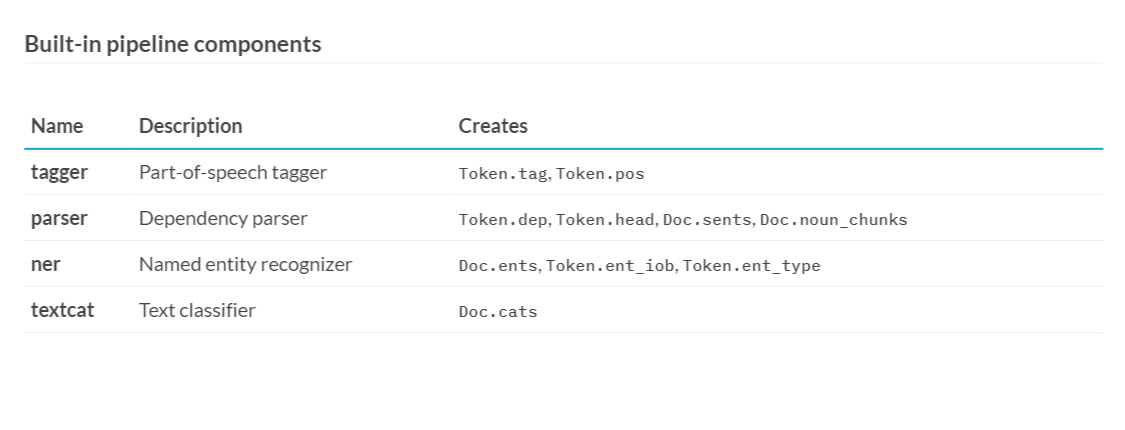 Built-in pipeline components
Name Description Creates
tagger Part-of-speech tagger Token.tag, Token.pos
parser Dependency parser Token.dep, Token.head, Doc.sents, Doc.noun_chunks
ner Named entity recognizer Doc.ents, Token.ent_iob, Token.ent_type
textcat Text classifier Doc.cats